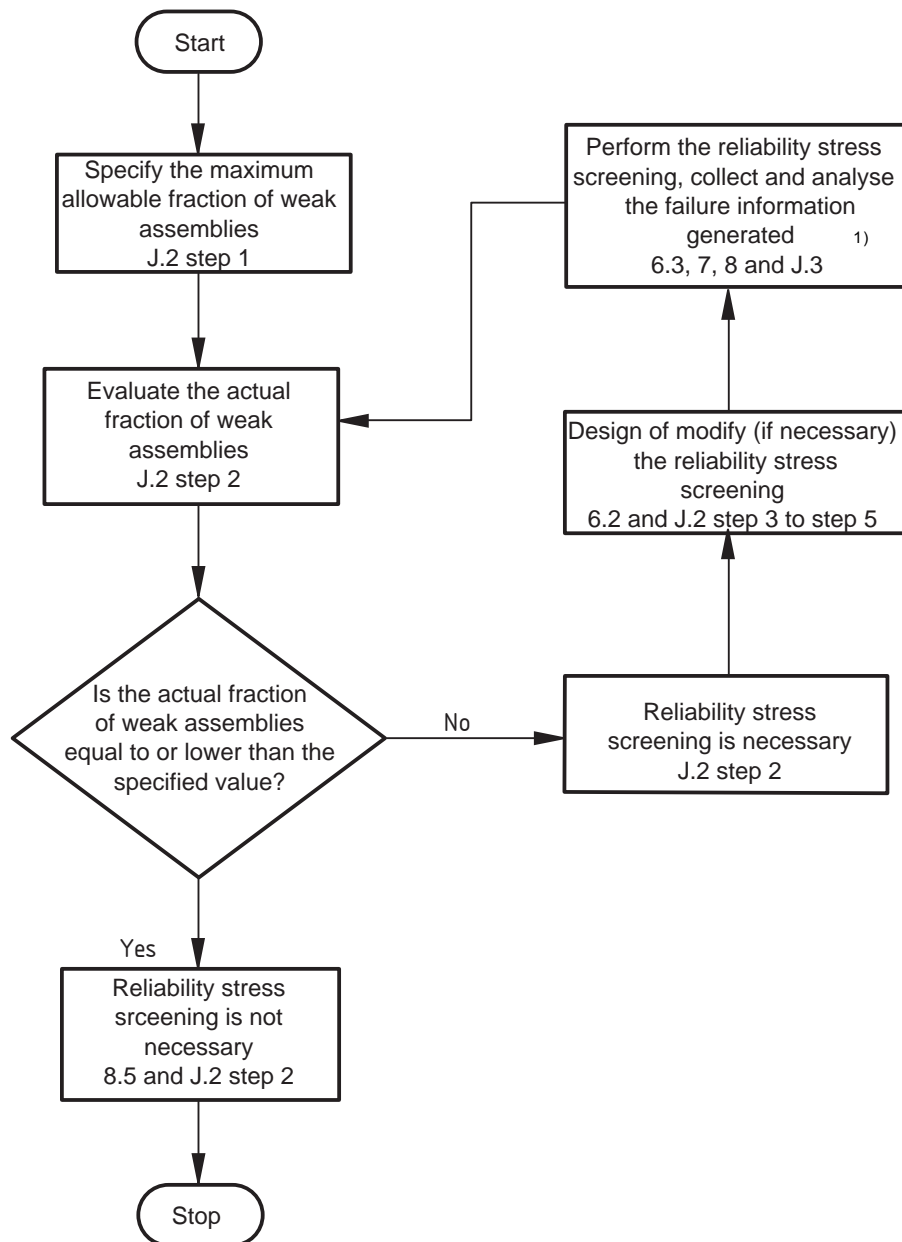 Start
Specify the maximum
allowable fraction of weak
assemblies
J.2 step 1
Evaluate the actual
fraction of weak
assemblies
J.2 step 2
Is the actual fraction
of weak assemblies
equal to or lower than the
specified value?
No
Yes
Reliability stress
srceening is not
necessary
8.5 and J.2 step 2
Stop
Reliability stress
screening is necessary
J.2 step 2
Design of modify (if necessary)
the reliability stress
screening
6.2 and J.2 step 3 to step 5
Perform the reliability stress
screening, collect and analyse
the failure information
generated 1)
6.3, 7, 8 and J.3